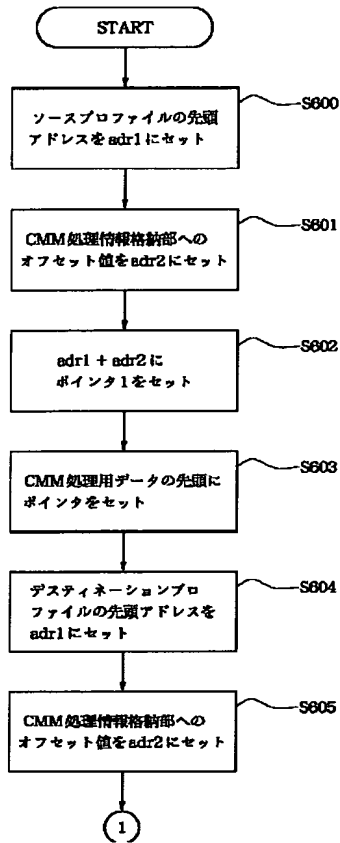 START
ソースプロファイルの先頭
アドレスをadr1にセット
S600
CMM処理情報格納部への
オフセット値をadr2にセット
S601
adr1 + adr2に
ポインタ1をセット
S602
CMM処理用データの先頭に
ポインタをセット
S603
デスティネーションプロ
ファイルの先頭アドレスを
adr1にセット
S604
CMM処理情報格納部への
オフセット値をadr2にセット
S605
1